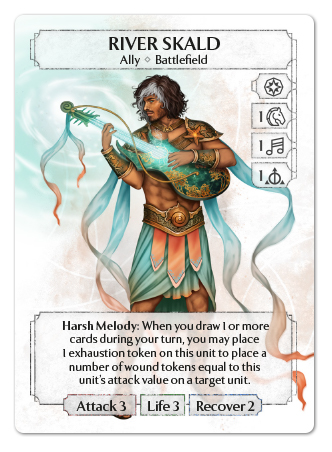 RIVER SKALD
Ally ◇ Battlefield
1
1
1
Harsh Melody: When you draw 1 or more
cards during your turn, you may place
1 exhaustion token on this unit to place a
number of wound tokens equal to this
unit's attack value on a target unit.
Attack 3 Life 3 Recover 2